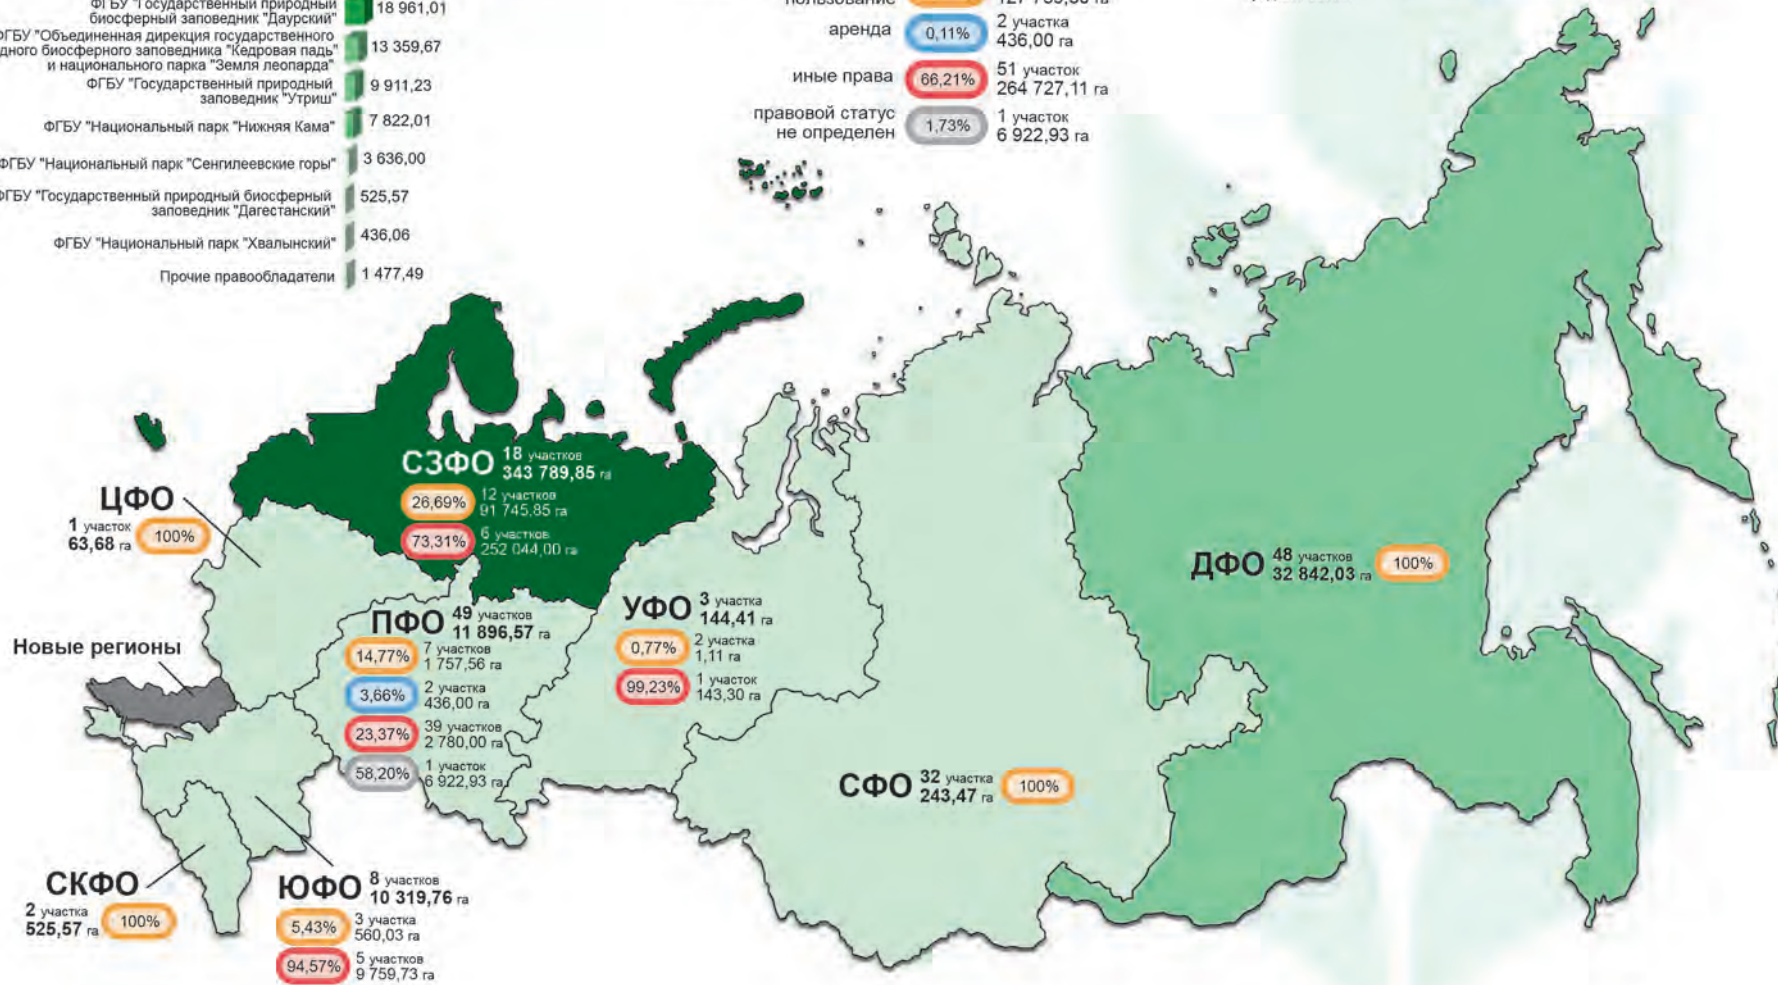 ФГБУ "Государственный природный
биосферный заповедник "Даурский"
18 961,01
ФГБУ "Объединенная дирекция государственного
биосферного заповедника "Кедровая падь"
и национального парка "Земля леопарда"
13 359,67
ФГБУ "Государственный природный
заповедник "Утриш"
9 911,23
ФГБУ "Национальный парк "Нижняя Кама"
7 822,01
ФГБУ "Национальный парк "Сенгилеевские горы"
3 636,00
ФГБУ "Государственный природный биосферный
заповедник "Дагестанский"
525,57
ФГБУ "Национальный парк "Хвалынский"
436,06
Прочие правообладатели
1 477,49
пользование
аренда
0,11%
2 участка
436,00 га
иные права
66,21%
51 участок
264 727,11 га
правовой статус
не определен
1,73%
1 участок
6 922,93 га
СЗФО
18 участков
343 789,85 га
26,69%
12 участков
91 745,85 га
73,31%
6 участков
252 044,00 га
ЦФО
1 участок
63,68 га
100%
Новые регионы
ПФО
49 участков
11 896,57 га
14,77%
7 участков
1 757,56 га
3,66%
2 участка
436,00 га
23,37%
39 участков
2 780,00 га
58,20%
1 участок
6 922,93 га
УФО
3 участка
144,41 га
0,77%
2 участка
1,11 га
99,23%
1 участок
143,30 га
ДФО
48 участков
32 842,03 га
100%
СФО
32 участка
243,47 га
100%
СКФО
2 участка
525,57 га
100%
ЮФО
8 участков
10 319,76 га
5,43%
3 участка
560,03 га
94,57%
5 участков
9 759,73 га